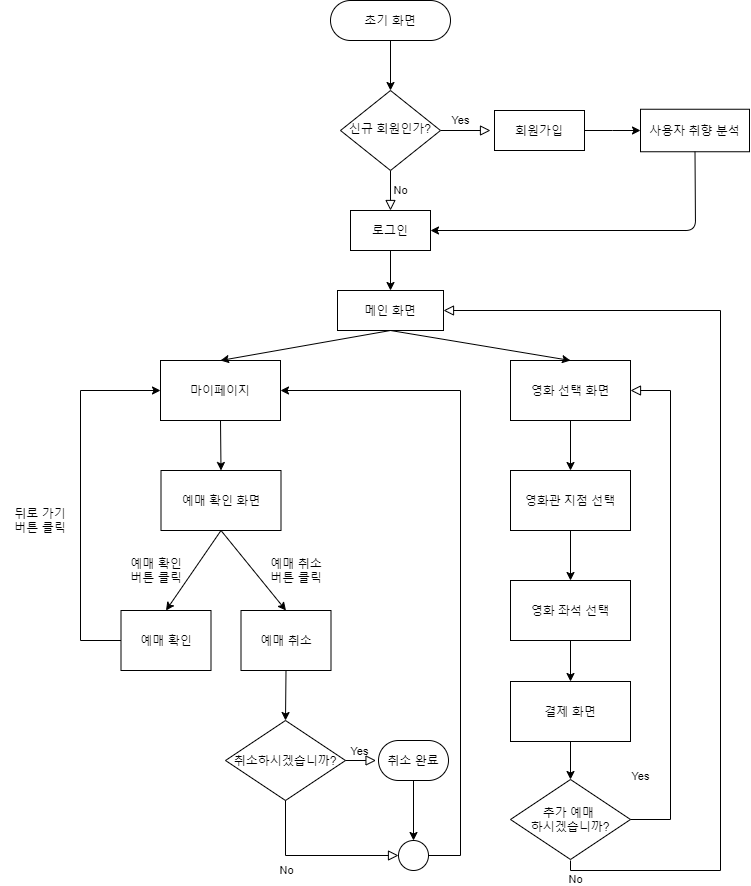 초기 화면
신규 회원인가?
Yes
회원가입
사용자 취향 분석
No
로그인
메인 화면
마이페이지
영화 선택 화면
예매 확인 화면
영화관 지점 선택
뒤로 가기
버튼 클릭
예매 확인
버튼 클릭
예매 취소
버튼 클릭
예매 확인
예매 취소
영화 좌석 선택
결제 화면
취소하시겠습니까?
Yes
취소 완료
Yes
추가 예매
하시겠습니까?
No
No